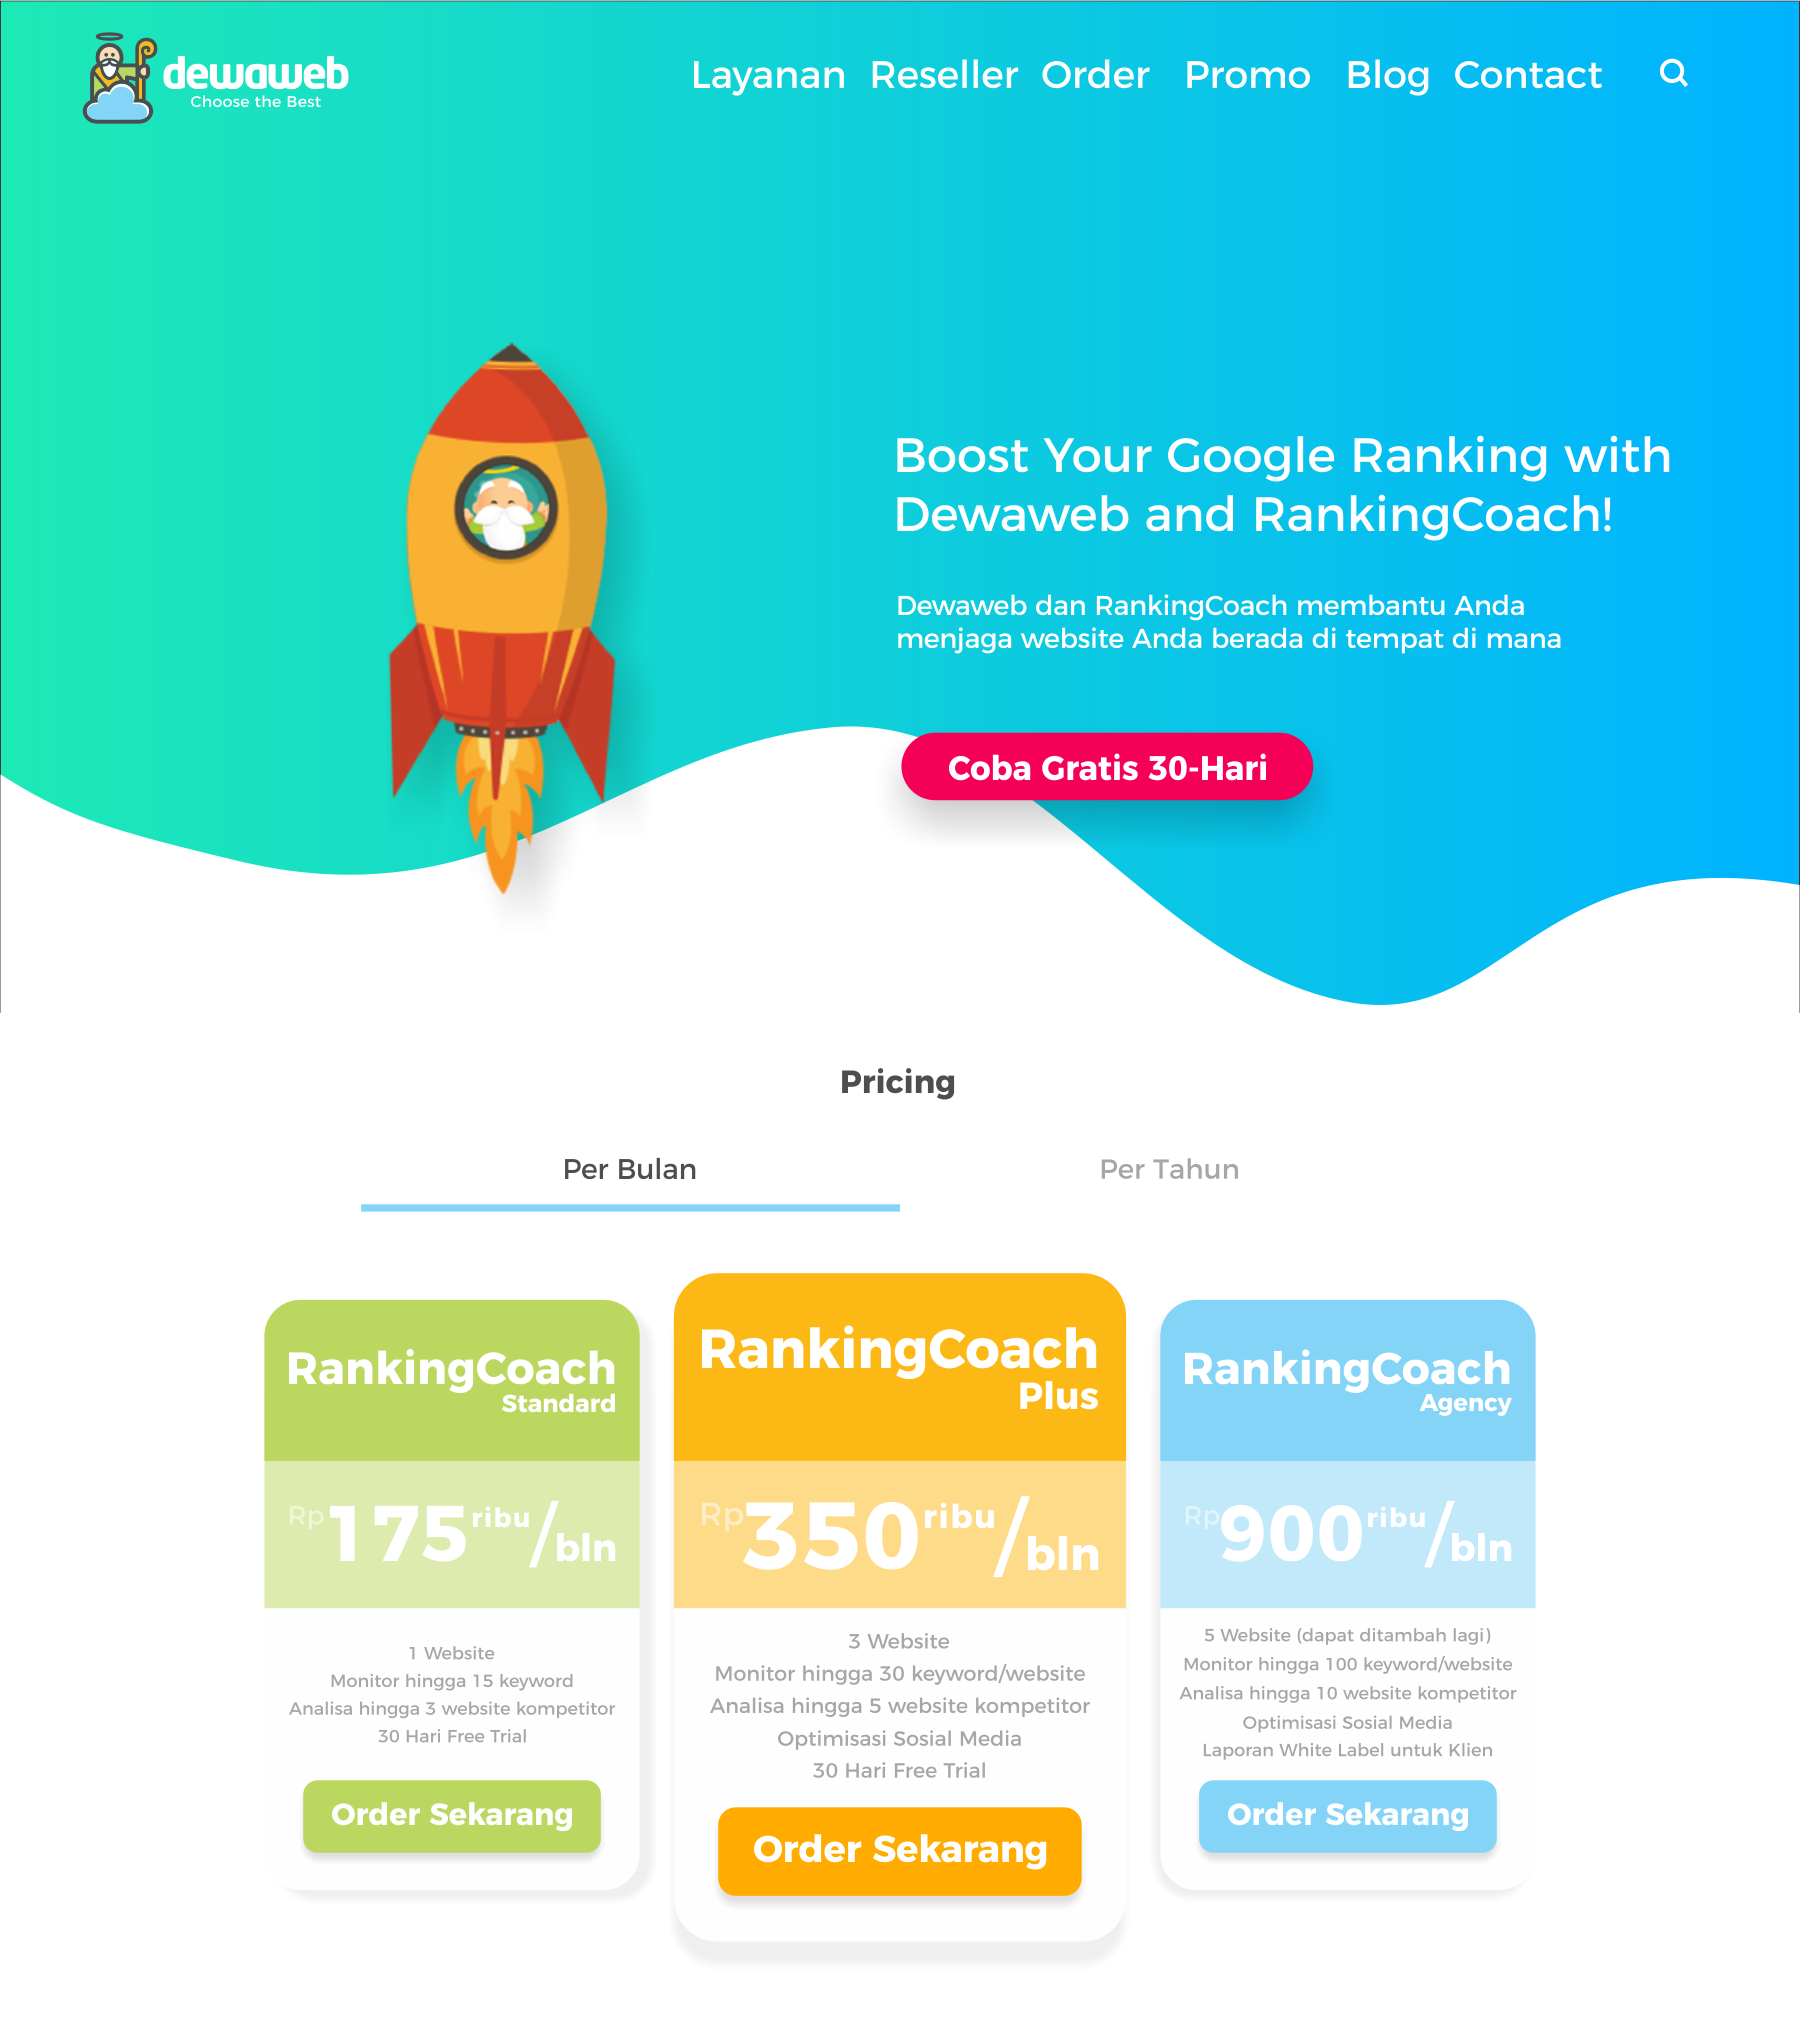 dewaweb
Choose the Best
Layanan Reseller Order Promo Blog Contact
Boost Your Google Ranking with
Dewaweb and RankingCoach!
Dewaweb dan RankingCoach membantu Anda
menjaga website Anda berada di tempat di mana
Coba Gratis 30-Hari
Pricing
Per Bulan
Per Tahun
RankingCoach
Standard
Rp175ribu/bln
1 Website
Monitor hingga 15 keyword
Analisa hingga 3 website kompetitor
30 Hari Free Trial
Order Sekarang
RankingCoach
Plus
Rp350ribu/bln
3 Website
Monitor hingga 30 keyword/website
Analisa hingga 5 website kompetitor
Optimisasi Sosial Media
30 Hari Free Trial
Order Sekarang
RankingCoach
Agency
Rp900ribu/bln
5 Website (dapat ditambah lagi)
Monitor hingga 100 keyword/website
Analisa hingga 10 website kompetitor
Optimisasi Sosial Media
Laporan White Label untuk Klien
Order Sekarang